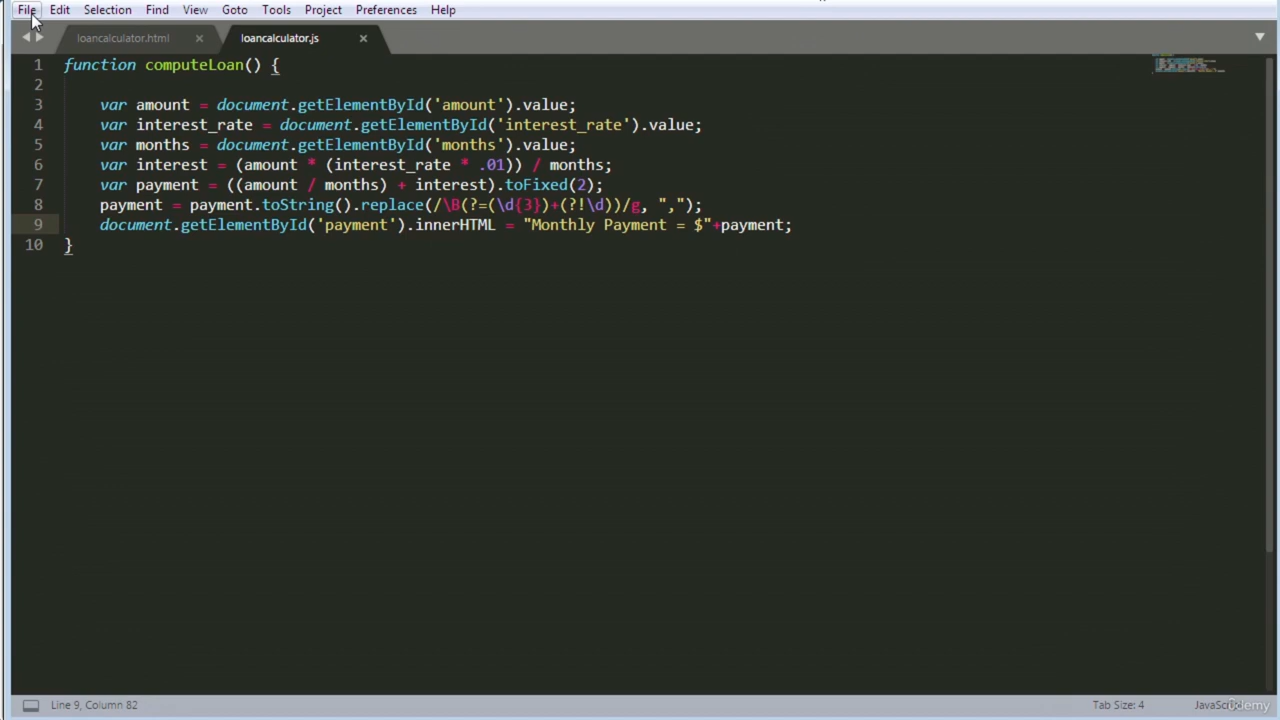 File Edit Selection Find View Goto Tools Project Preferences Help
loancalculator.html × loancalculator.js ×
1 function computeLoan() {
2
3 var amount = document.getElementById('amount').value;
4 var interest_rate = document.getElementById('interest_rate').value;
5 var months = document.getElementById('months').value;
6 var interest = (amount * (interest_rate * .01)) / months;
7 var payment = ((amount / months) + interest).toFixed(2);
8 payment = payment.toString().replace(/\B(?=(\d{3})+(?!\d))/g, ",");
9 document.getElementById('payment').innerHTML = "Monthly Payment = $"+payment;
10 }
Line 9, Column 82 Tab Size: 4 JavaScript
Udemy